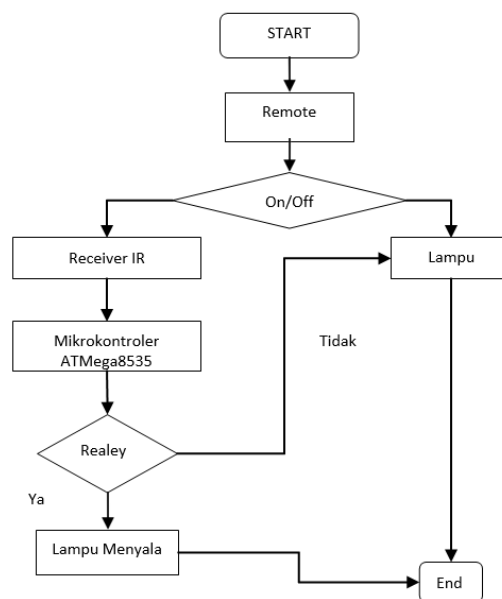 START
Remote
On/Off
Receiver IR
Lampu
Mikrokontroler
ATMega8535
Tidak
Realey
Ya
Lampu Menyala
End